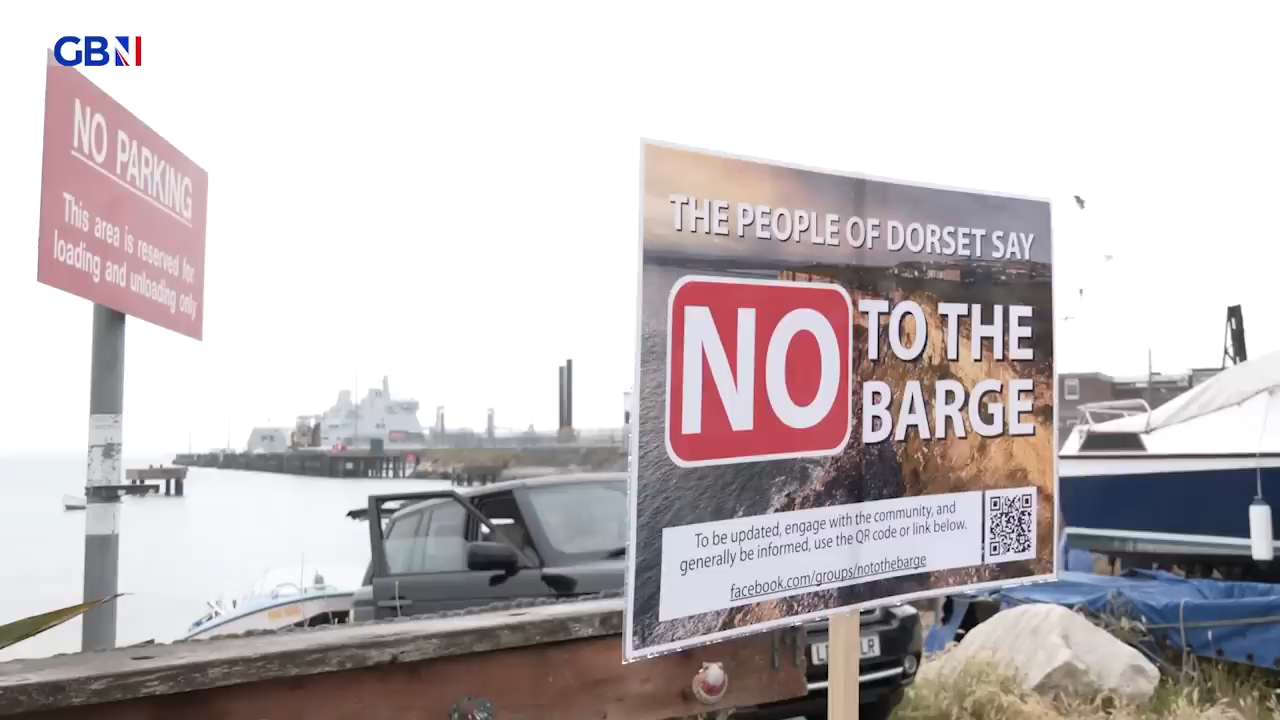 GBN
NO PARKING
This area is reserved for
loading and unloading only
THE PEOPLE OF DORSET SAY
NO TO THE
BARGE
To be updated, engage with the community, and
generally be informed, use the QR code or link below.
facebook.com/groups/notothebarge